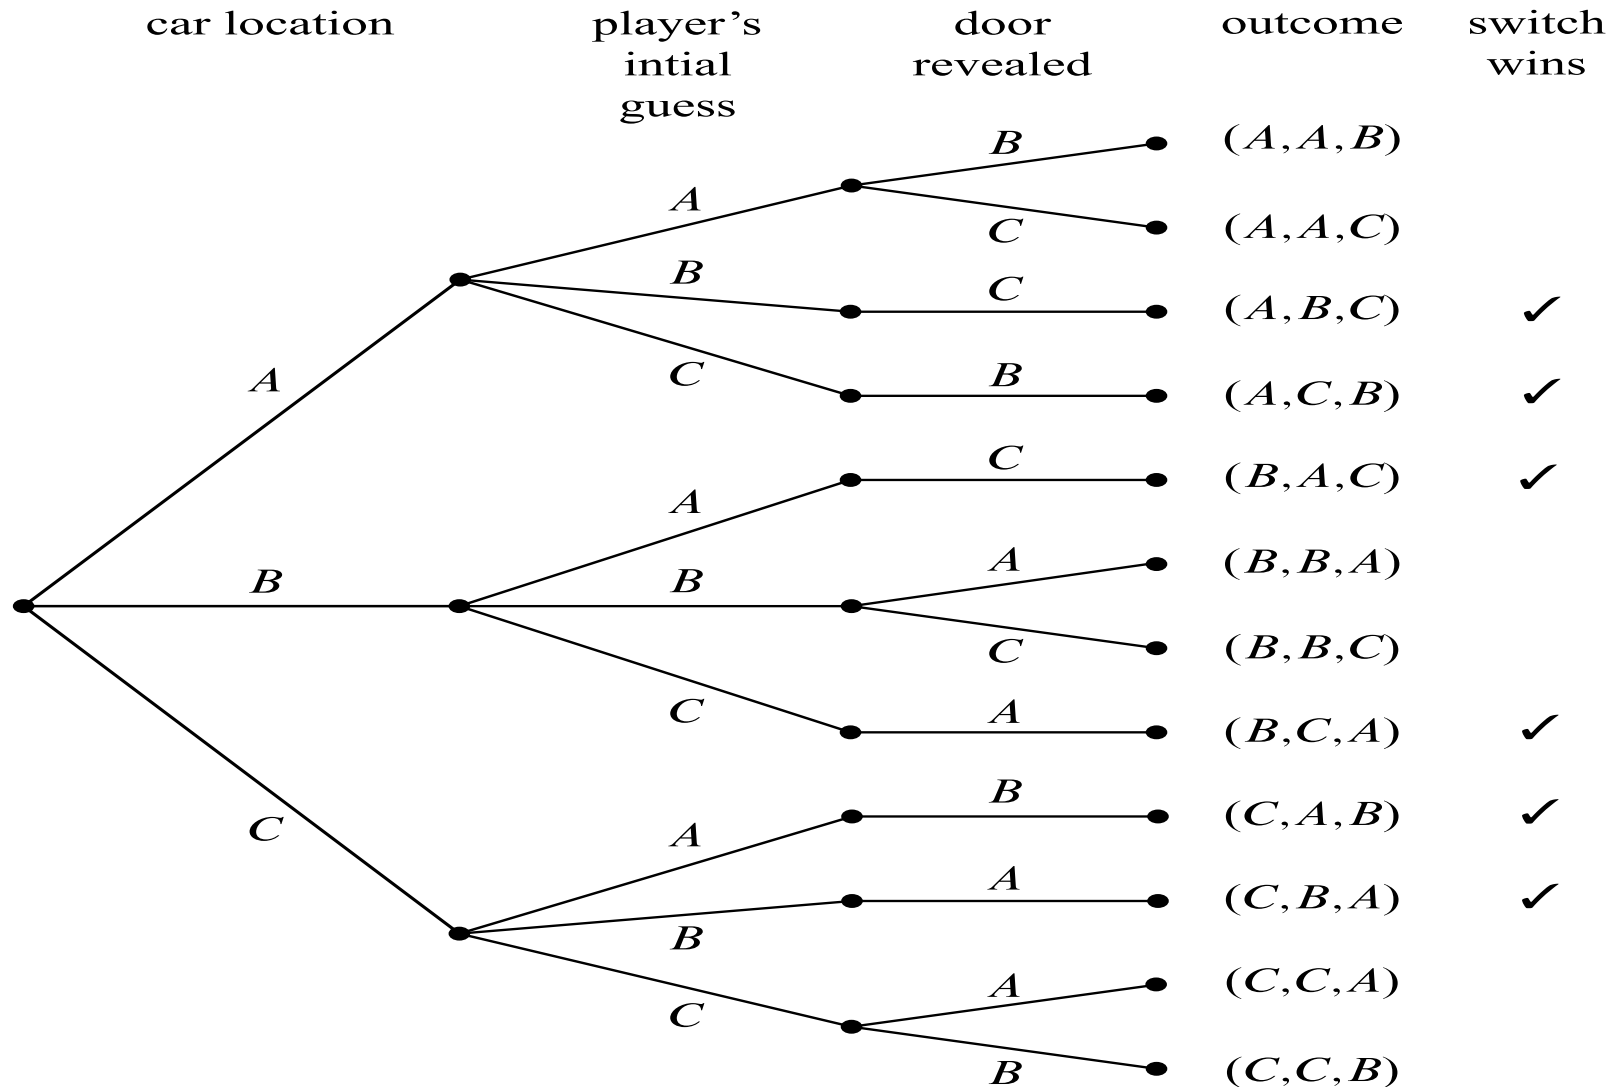 car location
player's
intial
guess
door
revealed
outcome
switch
wins
B
(A,A,B)
A
C
(A,A,C)
B
C
(A,B,C) ✓
A
C
B
(A,C,B) ✓
C
(B,A,C) ✓
A
A
(B,B,A)
B
B
C
(B,B,C)
C
A
(B,C,A) ✓
B
(C,A,B) ✓
C
A
A
(C,B,A) ✓
B
A
(C,C,A)
C
B
(C,C,B)